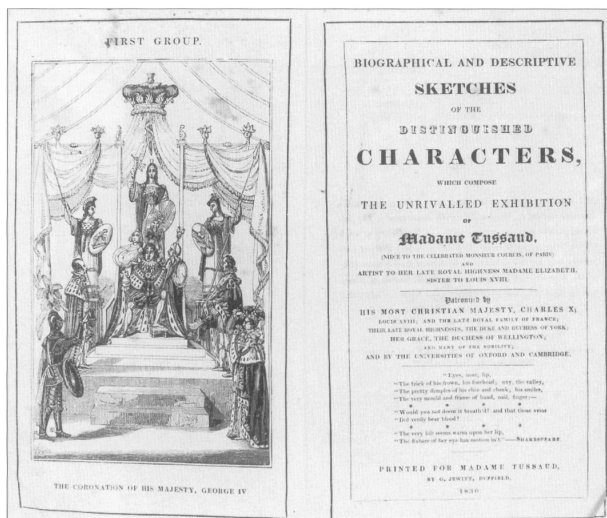 FIRST GROUP.
THE CORONATION OF HIS MAJESTY, GEORGE IV
BIOGRAPHICAL AND DESCRIPTIVE
SKETCHES
OF THE
DISTINGUISHED
CHARACTERS,
WHICH COMPOSE
THE UNRIVALLED EXHIBITION
OF
Madame Tussaud,
(NIECE TO THE CELEBRATED MONSIEUR COURCIS, OF PARIS)
AND
ARTIST TO HER LATE ROYAL HIGHNESS MADAME ELIZABETH,
SISTER TO LOUIS XVIII.
Patronized by
HIS MOST CHRISTIAN MAJESTY, CHARLES X;
LOUIS XVIII; AND THE LATE ROYAL FAMILY OF FRANCE;
THEIR LATE ROYAL HIGHNESSES, THE DUKE AND DUCHESS OF YORK;
HER GRACE, THE DUCHESS OF WELLINGTON;
AND MANY OF THE NOBILITY;
AND BY THE UNIVERSITIES OF OXFORD AND CAMBRIDGE.
"Eyes, nose, lip,
"The trick of his frown, his forehead; nay, the valley,
"The pretty dimples of his chin and cheek; his smiles,
"The very mould and frame of hand, nail, finger;—
* * * * *
"Would you not deem it breath'd? and that those veins
"Did verily bear blood?
* * * * *
"The very life seems warm upon her lip,
"The fixture of her eye has motion in't."—SHAKESPEARE
PRINTED FOR MADAME TUSSAUD,
BY G. JEWITT, DUFFIELD.
1830